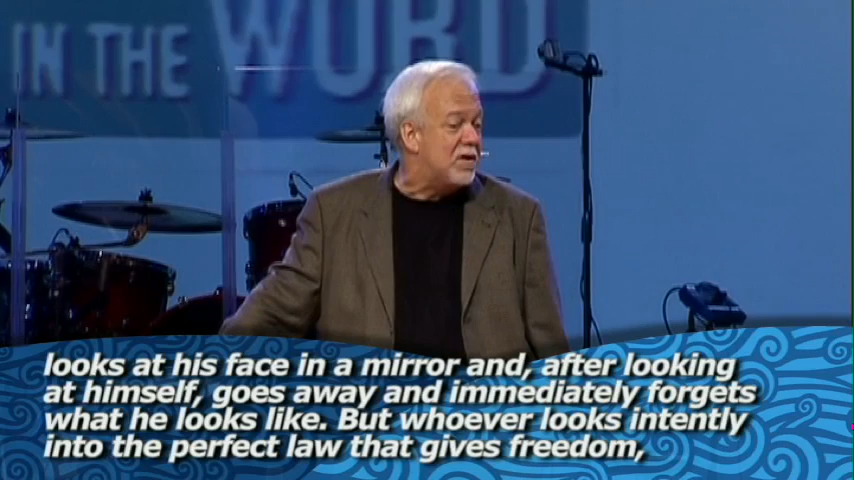 IN THE WORD
looks at his face in a mirror and, after looking
at himself, goes away and immediately forgets
what he looks like. But whoever looks intently
into the perfect law that gives freedom,